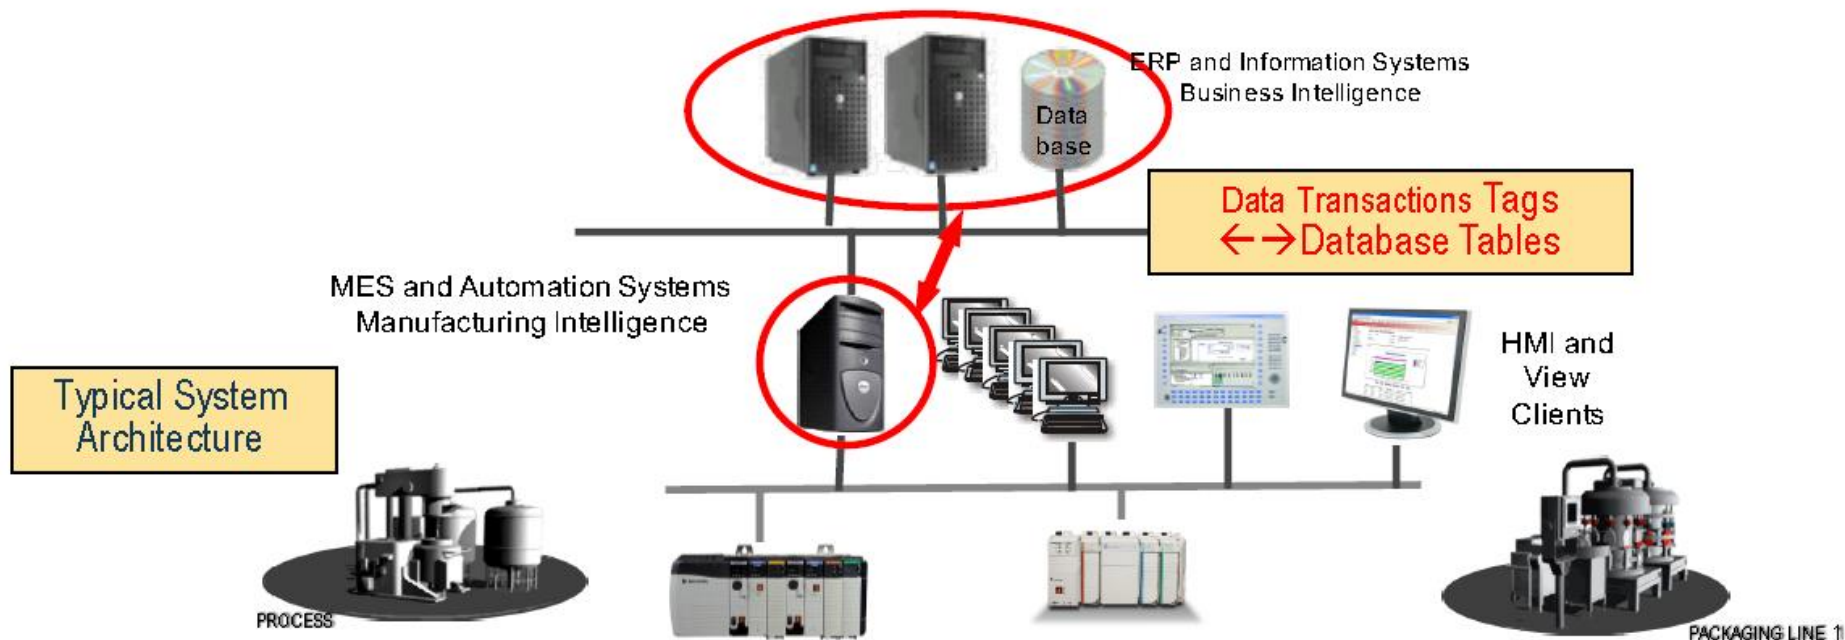 ERP and Information Systems
Business Intelligence
Data
base
Data Transactions Tags
←→Database Tables
MES and Automation Systems
Manufacturing Intelligence
HMI and
View
Clients
Typical System
Architecture
PROCESS
PACKAGING LINE 1